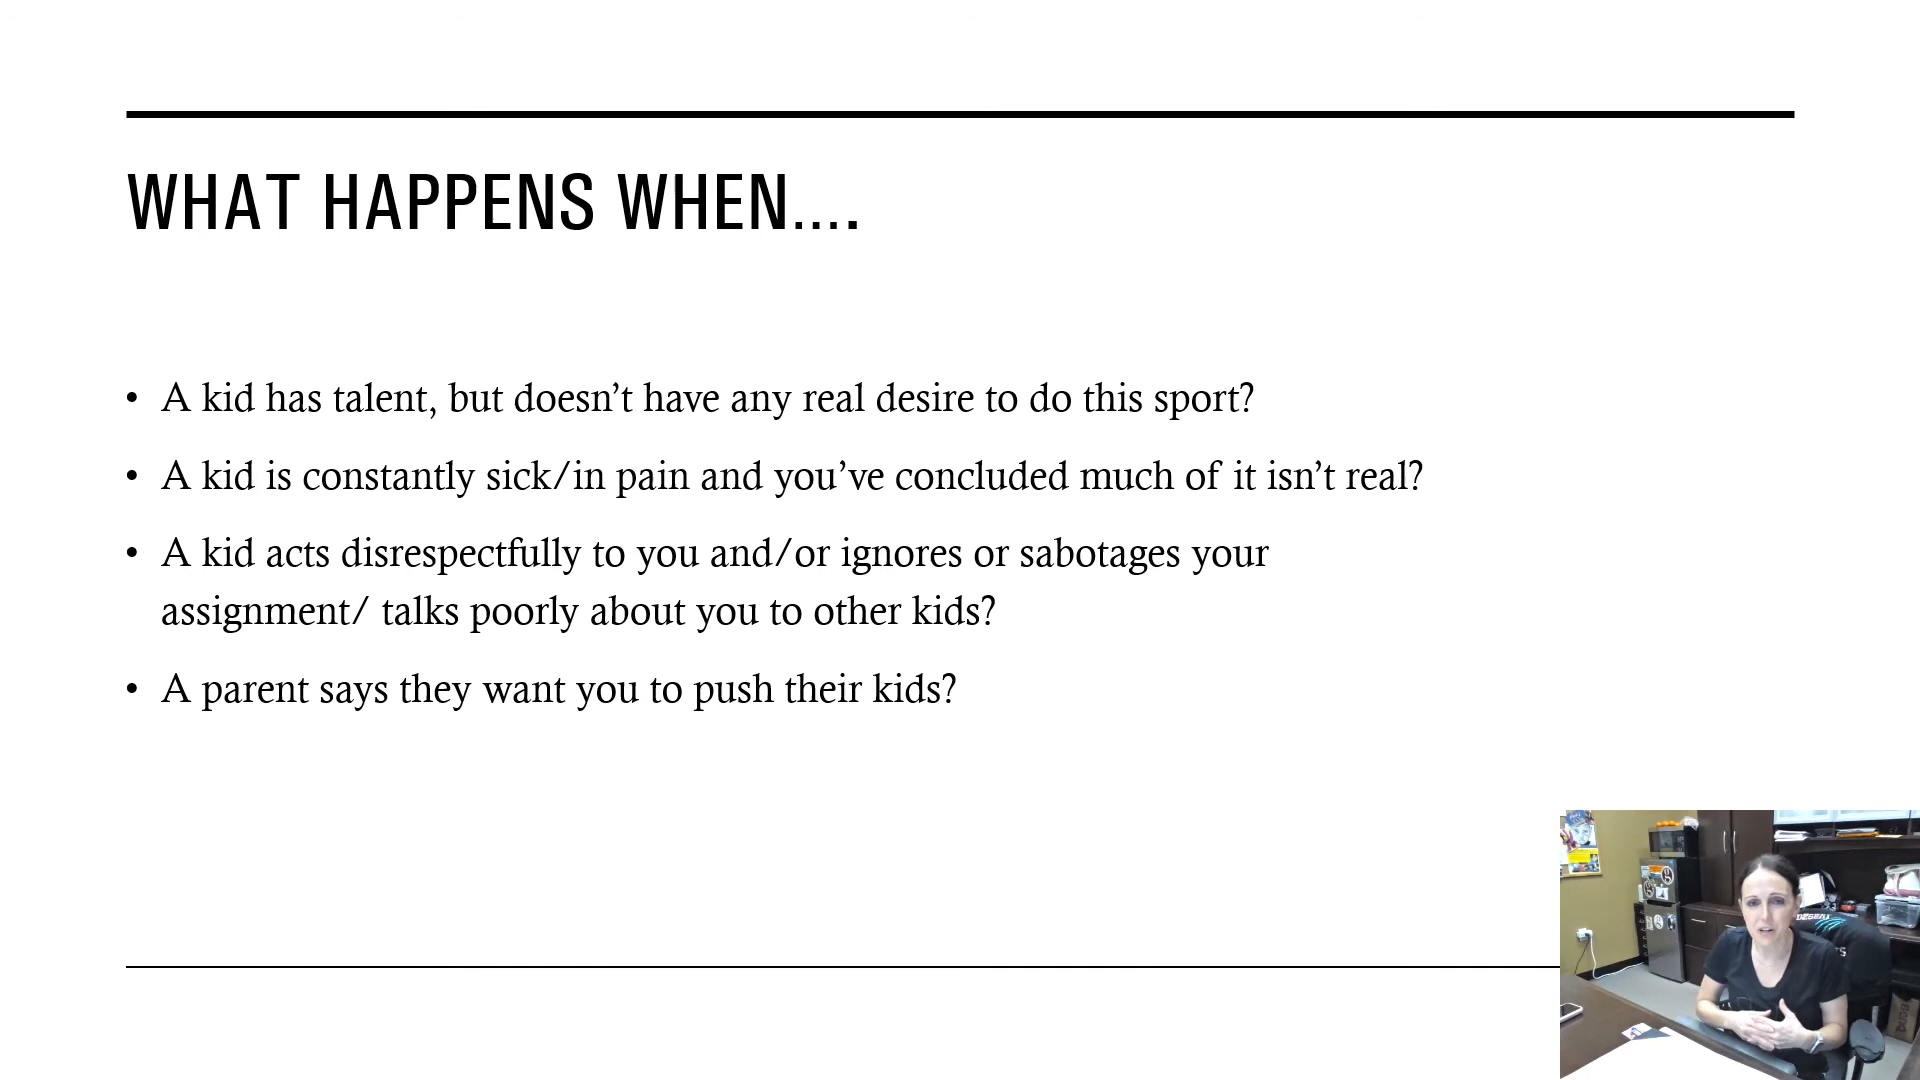 WHAT HAPPENS WHEN....
• A kid has talent, but doesn’t have any real desire to do this sport?
• A kid is constantly sick/in pain and you’ve concluded much of it isn’t real?
• A kid acts disrespectfully to you and/or ignores or sabotages your
assignment/ talks poorly about you to other kids?
• A parent says they want you to push their kids?
DESERT